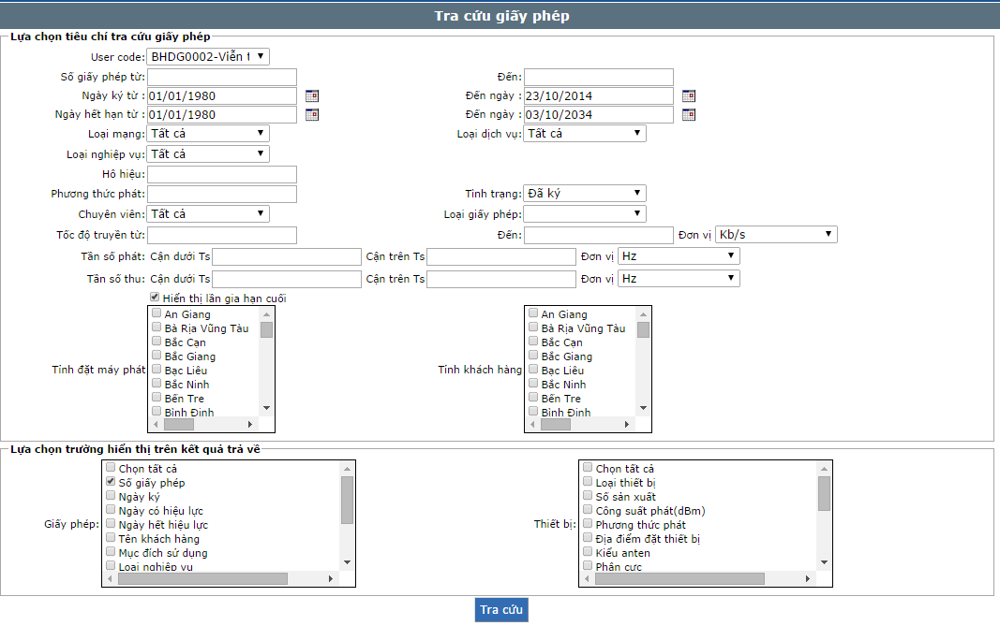 Tra cứu giấy phép
Lựa chọn tiêu chí tra cứu giấy phép
User code: BHDG0002-Viễn t
Số giấy phép từ: Đến:
Ngày ký từ : 01/01/1980 Đến ngày : 23/10/2014
Ngày hết hạn từ : 01/01/1980 Đến ngày : 03/10/2034
Loại mạng: Tất cả Loại dịch vụ: Tất cả
Loại nghiệp vụ: Tất cả
Hô hiệu:
Phương thức phát: Tình trạng: Đã ký
Chuyên viên: Tất cả Loại giấy phép:
Tốc độ truyền từ: Đến: Đơn vị Kb/s
Tần số phát: Cận dưới Ts Cận trên Ts Đơn vị Hz
Tần số thu: Cận dưới Ts Cận trên Ts Đơn vị Hz
Hiển thị lần gia hạn cuối
Tỉnh đặt máy phát
An Giang
Bà Rịa Vũng Tàu
Bắc Cạn
Bắc Giang
Bạc Liêu
Bắc Ninh
Bến Tre
Bình Định
Tỉnh khách hàng
An Giang
Bà Rịa Vũng Tàu
Bắc Cạn
Bắc Giang
Bạc Liêu
Bắc Ninh
Bến Tre
Bình Định
Lựa chọn trường hiển thị trên kết quả trả về
Giấy phép:
Chọn tất cả
Số giấy phép
Ngày ký
Ngày có hiệu lực
Ngày hết hiệu lực
Tên khách hàng
Mục đích sử dụng
Loại nghiệp vụ
Thiết bị:
Chọn tất cả
Loại thiết bị
Số sản xuất
Công suất phát(dBm)
Phương thức phát
Địa điểm đặt thiết bị
Kiểu anten
Phân cực
Tra cứu